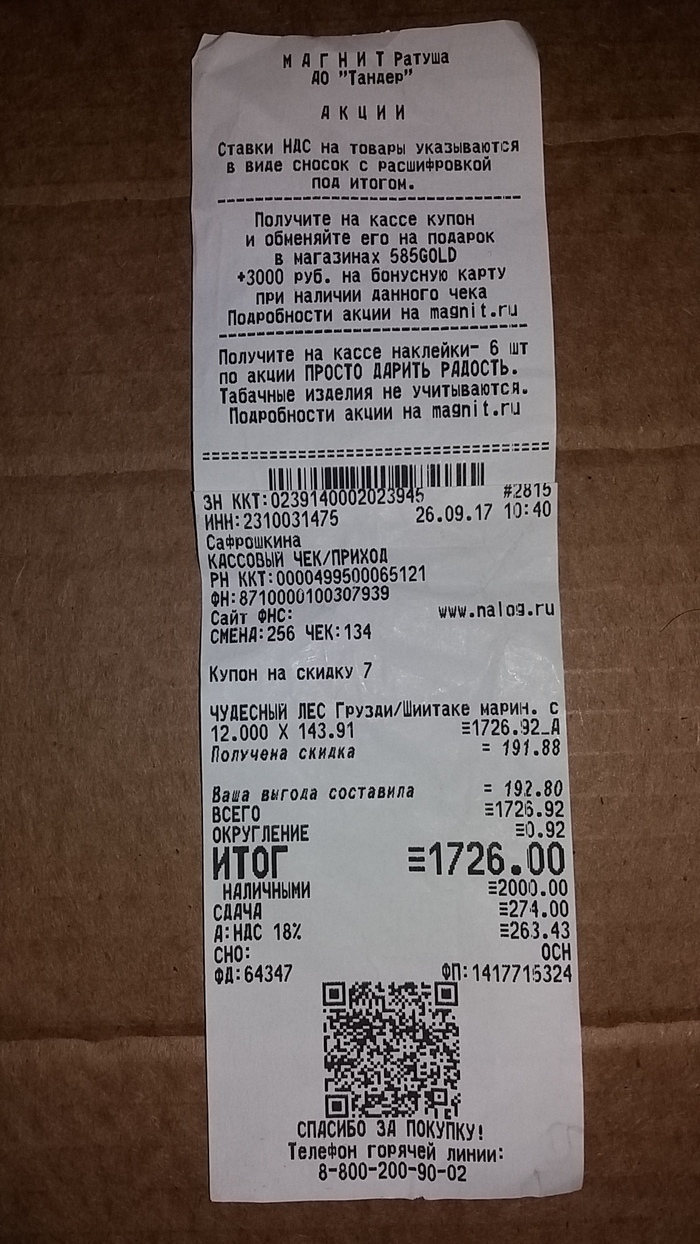 МАГНИТ Ратуша
АО "Тандер"
АКЦИИ
Ставки НДС на товары указываются
в виде сносок с расшифровкой
под итогом.
Получите на кассе купон
и обменяйте его на подарок
в магазинах 585GOLD
+3000 руб. на бонусную карту
при наличии данного чека
Подробности акции на magnit.ru
Получите на кассе наклейки- 6 шт
по акции ПРОСТО ДАРИТЬ РАДОСТЬ.
Табачные изделия не учитываются.
Подробности акции на magnit.ru
ЗН ККТ:0239140002023945 #2815
ИНН:2310031475 26.09.17 10:40
Сафрошкина
КАССОВЫЙ ЧЕК/ПРИХОД
РН ККТ:0000499500065121
ФН:8710000100307939
Сайт ФНС: www.nalog.ru
СМЕНА:256 ЧЕК:134
Купон на скидку 7
ЧУДЕСНЫЙ ЛЕС Грузди/Шиитаке марин. с
12.000 X 143.91 ≡1726.92_А
Получена скидка = 191.88
Ваша выгода составила = 192.80
ВСЕГО ≡1726.92
ОКРУГЛЕНИЕ ≡0.92
ИТОГ ≡1726.00
НАЛИЧНЫМИ ≡2000.00
СДАЧА ≡274.00
А:НДС 18% ≡263.43
СНО: ОСН
ФД:64347 ФП:1417715324
СПАСИБО ЗА ПОКУПКУ!
Телефон горячей линии:
8-800-200-90-02